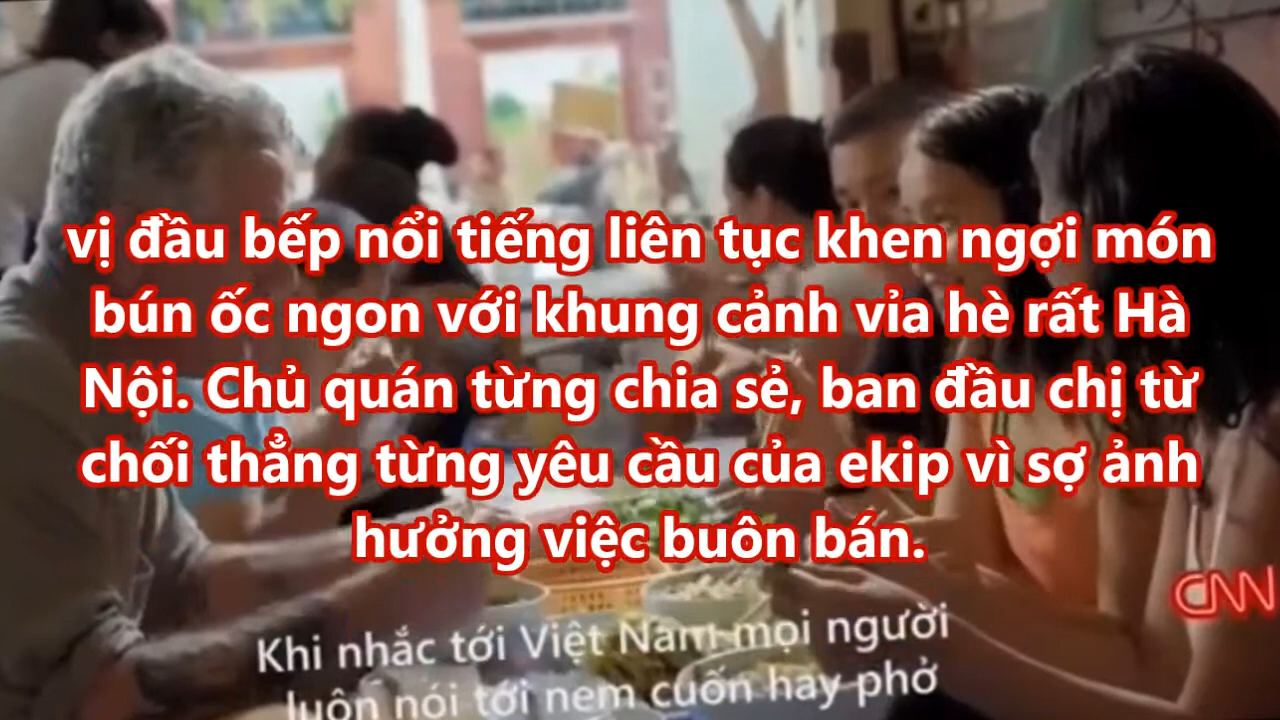 vị đầu bếp nổi tiếng liên tục khen ngợi món
bún ốc ngon với khung cảnh vỉa hè rất Hà
Nội. Chủ quán từng chia sẻ, ban đầu chị từ
chối thẳng từng yêu cầu của ekip vì sợ ảnh
hưởng việc buôn bán.
CNN
Khi nhắc tới Việt Nam mọi người
luôn nói tới nem cuốn hay phở